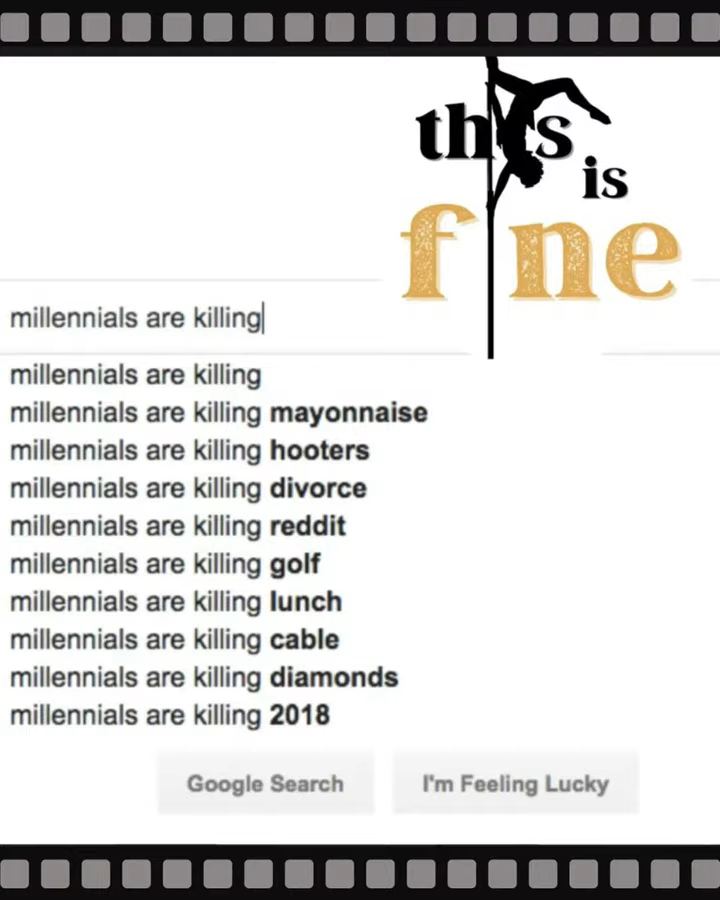 this
is
fine
millennials are killing
millennials are killing
millennials are killing mayonnaise
millennials are killing hooters
millennials are killing divorce
millennials are killing reddit
millennials are killing golf
millennials are killing lunch
millennials are killing cable
millennials are killing diamonds
millennials are killing 2018
Google Search
I'm Feeling Lucky